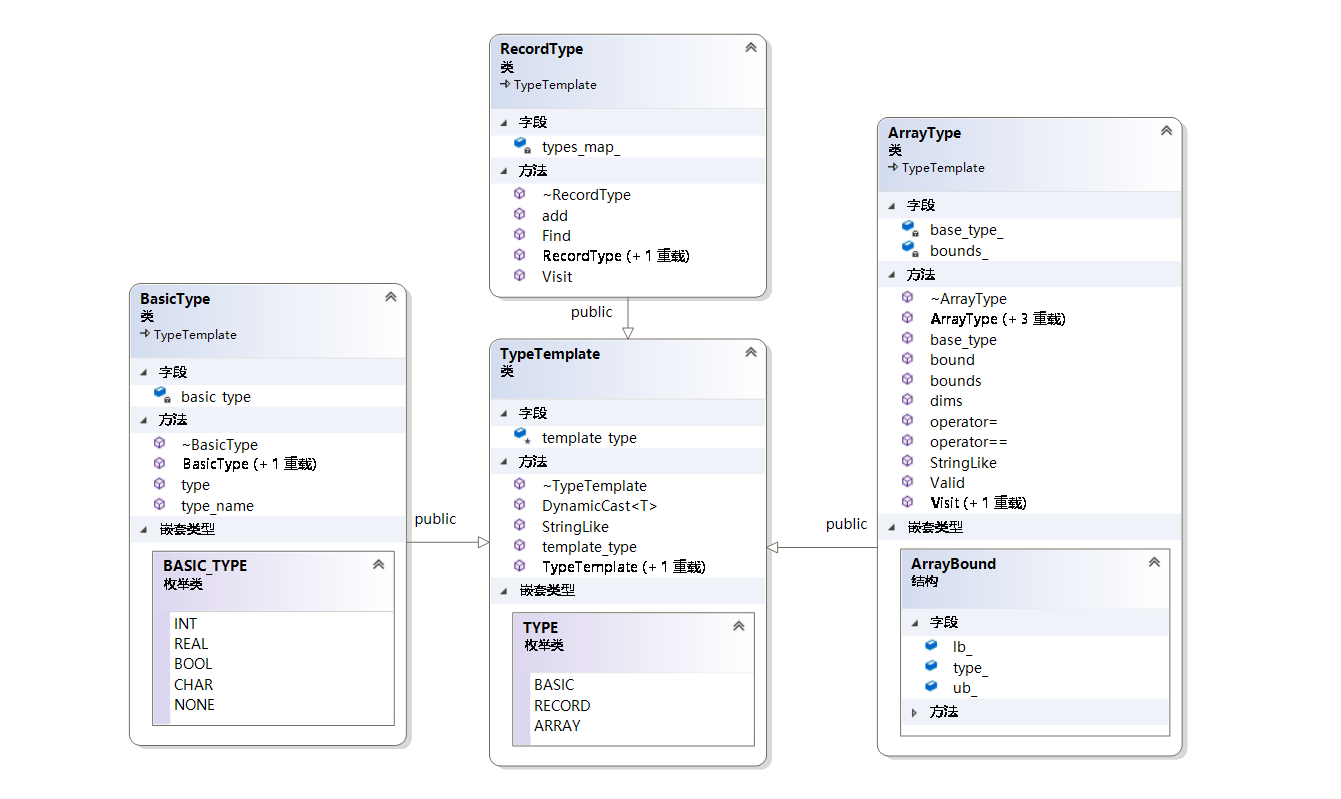 RecordType
类
TypeTemplate
字段
types_map_
方法
~RecordType
add
Find
RecordType (+ 1 重载)
Visit
public
BasicType
类
TypeTemplate
字段
basic type
方法
~BasicType
BasicType (+ 1 重载)
type
type_name
嵌套类型
BASIC_TYPE
枚举类
INT
REAL
BOOL
CHAR
NONE
public
TypeTemplate
类
字段
template type
方法
~TypeTemplate
DynamicCast<T>
StringLike
template_type
TypeTemplate (+ 1 重载)
嵌套类型
TYPE
枚举类
BASIC
RECORD
ARRAY
public
ArrayType
类
TypeTemplate
字段
base_type_
bounds_
方法
~ArrayType
ArrayType (+ 3 重载)
base_type
bound
bounds
dims
operator=
operator==
StringLike
Valid
Visit (+ 1 重载)
嵌套类型
ArrayBound
结构
字段
lb_
type_
ub_
方法